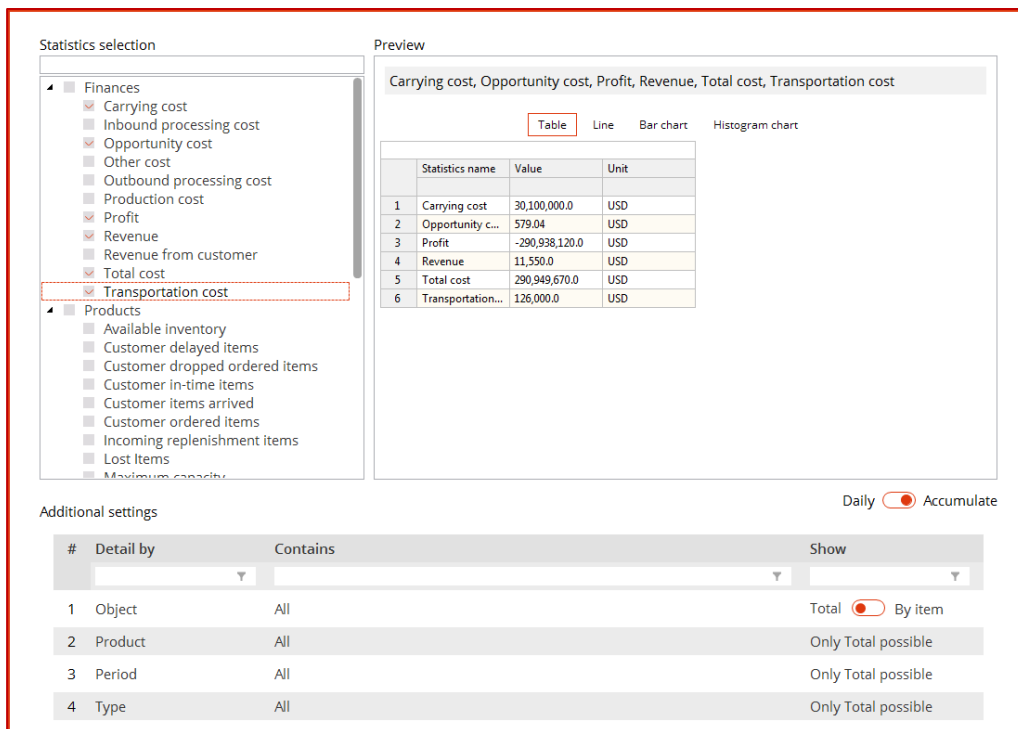 Statistics selection
Preview
Finances
Carrying cost
Inbound processing cost
Opportunity cost
Other cost
Outbound processing cost
Production cost
Profit
Revenue
Revenue from customer
Total cost
Transportation cost
Products
Available inventory
Customer delayed items
Customer dropped ordered items
Customer in-time items
Customer items arrived
Customer ordered items
Incoming replenishment items
Lost Items
Maximum capacity
Carrying cost, Opportunity cost, Profit, Revenue, Total cost, Transportation cost
Table Line Bar chart Histogram chart
Statistics name Value Unit
1 Carrying cost 30,100,000.0 USD
2 Opportunity c... 579.04 USD
3 Profit -290,938,120.0 USD
4 Revenue 11,550.0 USD
5 Total cost 290,949,670.0 USD
6 Transportation... 126,000.0 USD
Daily Accumulate
Additional settings
# Detail by Contains Show
1 Object All Total By item
2 Product All Only Total possible
3 Period All Only Total possible
4 Type All Only Total possible